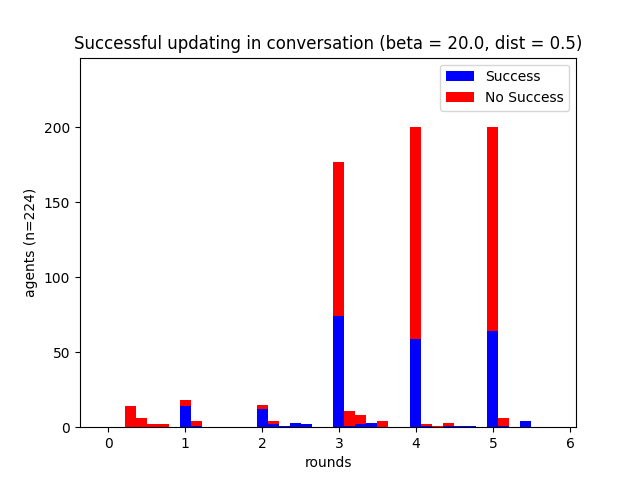 Successful updating in conversation (beta = 20.0, dist = 0.5)
Success
No Success
200
150
100
50
0
agents (n=224)
0 1 2 3 4 5 6
rounds